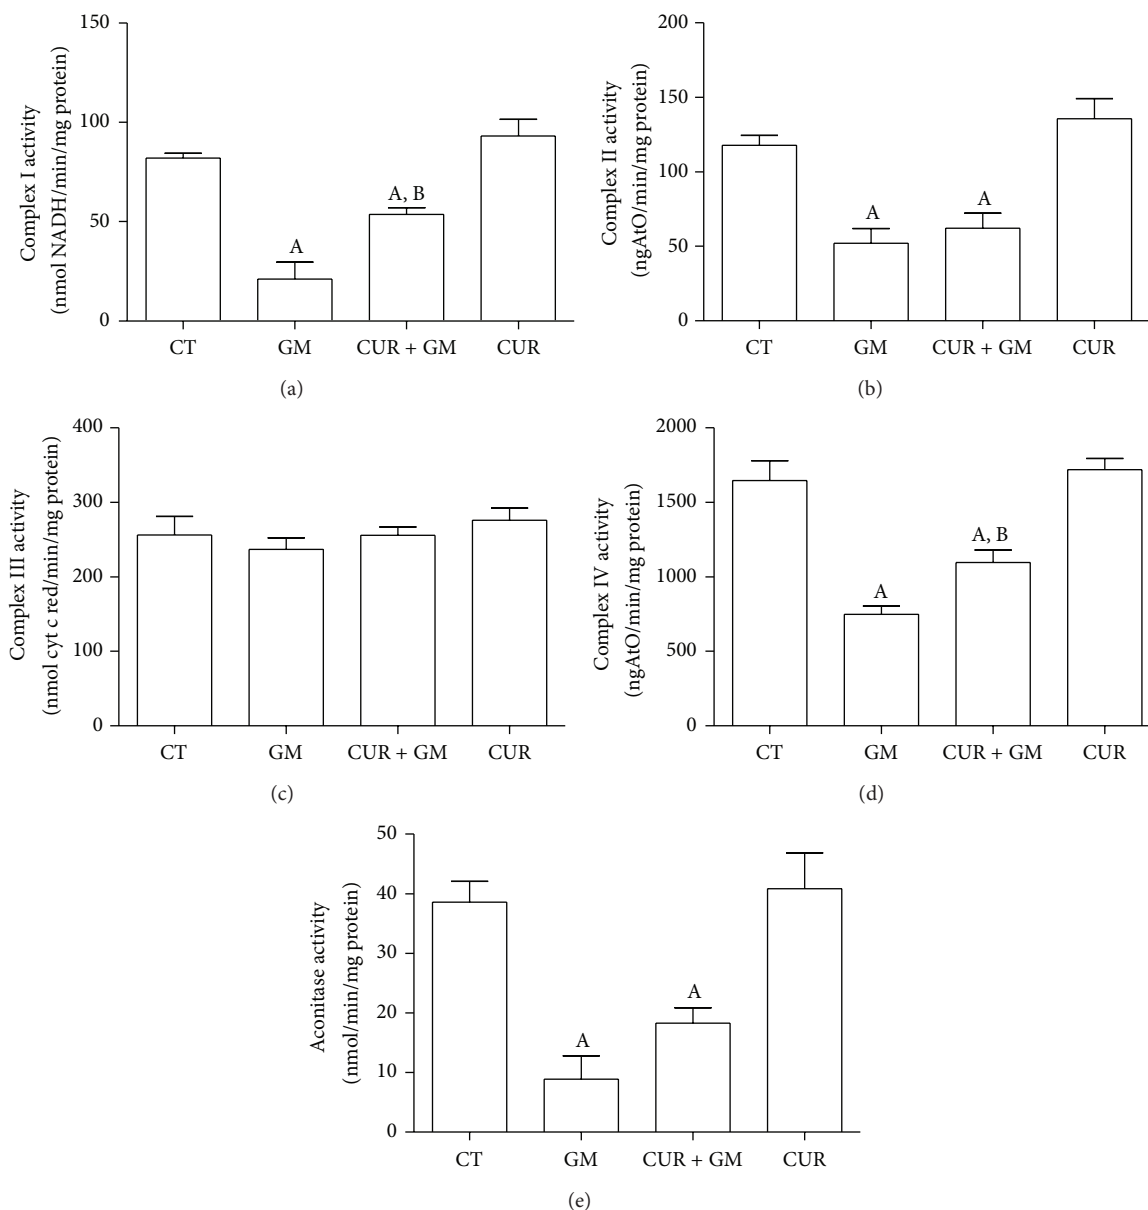 Complex I activity
(nmol NADH/min/mg protein)
150
100
50
0
A
A, B
CT GM CUR + GM CUR
(a)
Complex II activity
(ngAtO/min/mg protein)
200
150
100
50
0
A
A
CT GM CUR + GM CUR
(b)
Complex III activity
(nmol cyt c red/min/mg protein)
400
300
200
100
0
CT GM CUR + GM CUR
(c)
Complex IV activity
(ngAtO/min/mg protein)
2000
1500
1000
500
0
A
A, B
CT GM CUR + GM CUR
(d)
Aconitase activity
(nmol/min/mg protein)
50
40
30
20
10
0
A
A
CT GM CUR + GM CUR
(e)